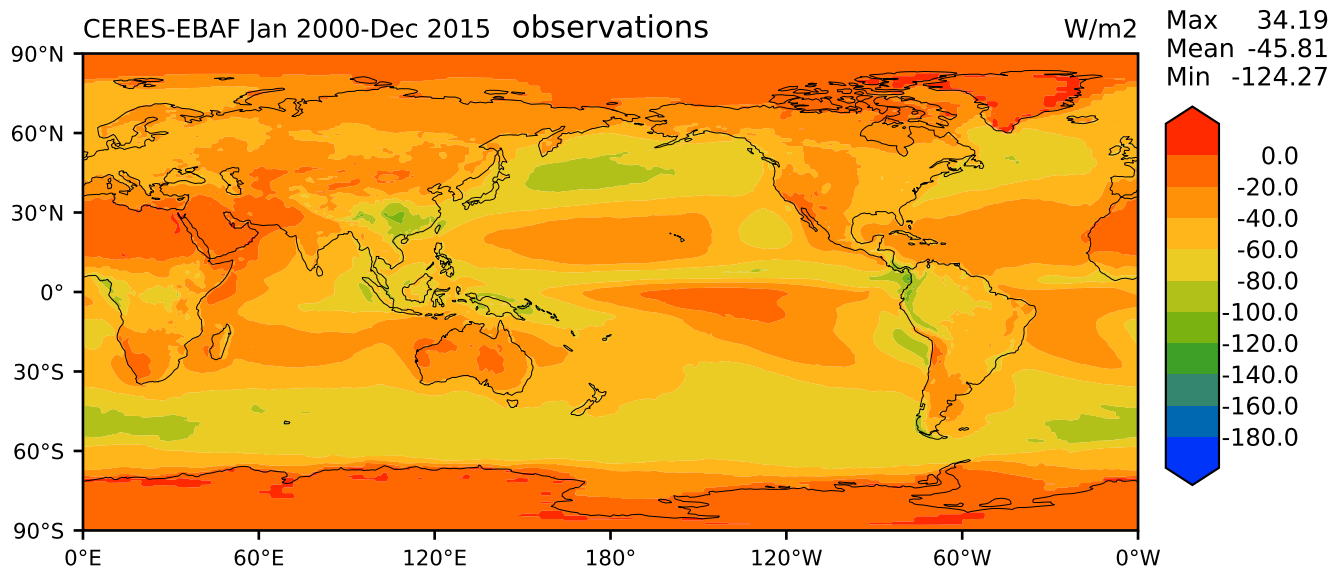 CERES-EBAF Jan 2000-Dec 2015 observations W/m2
Max 34.19
Mean -45.81
Min -124.27
90°N
60°N
30°N
0°
30°S
60°S
90°S
0°E 60°E 120°E 180° 120°W 60°W 0°W
0.0
-20.0
-40.0
-60.0
-80.0
-100.0
-120.0
-140.0
-160.0
-180.0